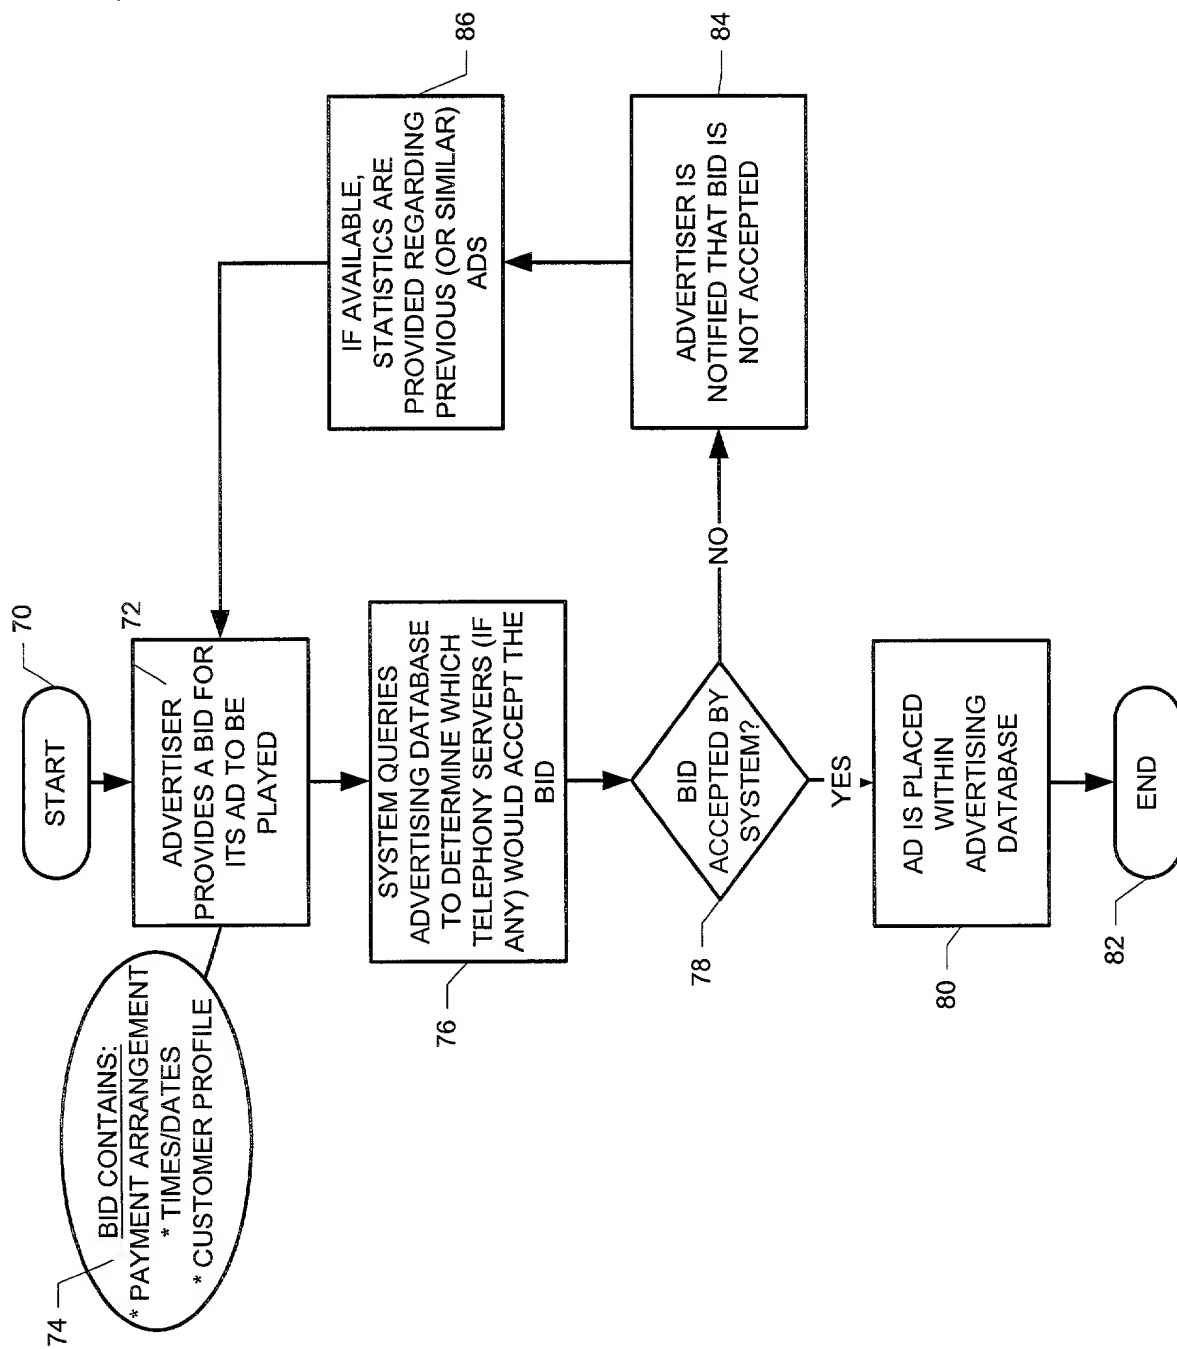 70
START
72
ADVERTISER
PROVIDES A BID FOR
ITS AD TO BE
PLAYED
74
BID CONTAINS:
* PAYMENT ARRANGEMENT
* TIMES/DATES
* CUSTOMER PROFILE
76
SYSTEM QUERIES
ADVERTISING DATABASE
TO DETERMINE WHICH
TELEPHONY SERVERS (IF
ANY) WOULD ACCEPT THE
BID
78
BID
ACCEPTED BY
SYSTEM?
NO
YES
80
AD IS PLACED
WITHIN
ADVERTISING
DATABASE
82
END
84
ADVERTISER IS
NOTIFIED THAT BID IS
NOT ACCEPTED
86
IF AVAILABLE,
STATISTICS ARE
PROVIDED REGARDING
PREVIOUS (OR SIMILAR)
ADS